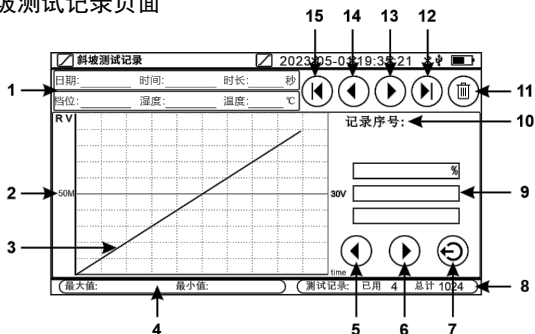 坡测试记录页面
15 14 13 12
斜坡测试记录 2023-05-01 19:35:21
日期: 时间: 时长: 秒
档位: 湿度: 温度: ℃
1
11
R V
记录序号:
10
%
2
50M
30V
9
3
time
最大值: 最小值:
测试记录: 已用 4 总计 1024
8
4 5 6 7